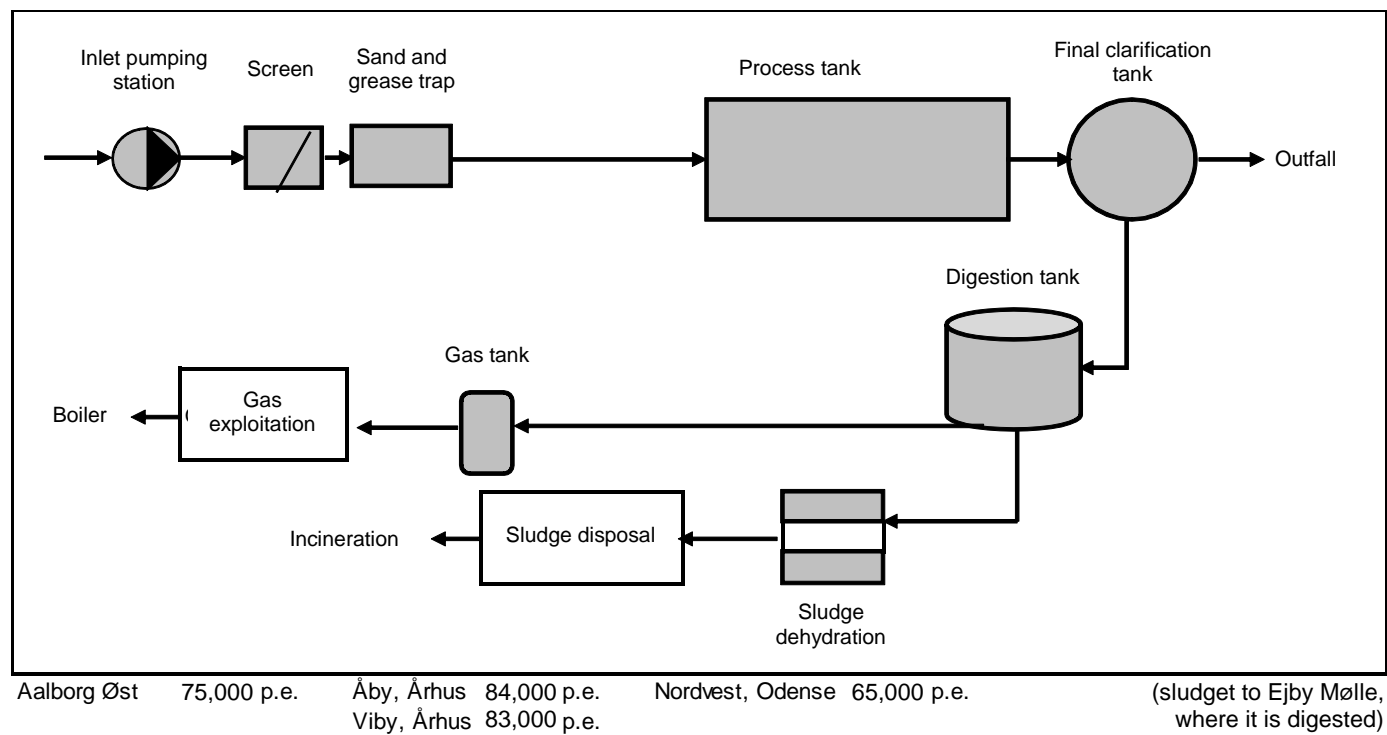 Inlet pumping
station
Screen
Sand and
grease trap
Process tank
Final clarification
tank
Outfall
Digestion tank
Gas tank
Boiler
Gas
exploitation
Incineration
Sludge disposal
Sludge
dehydration
Aalborg Øst 75,000 p.e. Åby, Århus 84,000 p.e. Nordvest, Odense 65,000 p.e. (sludget to Ejby Mølle,
Viby, Århus 83,000 p.e. where it is digested)